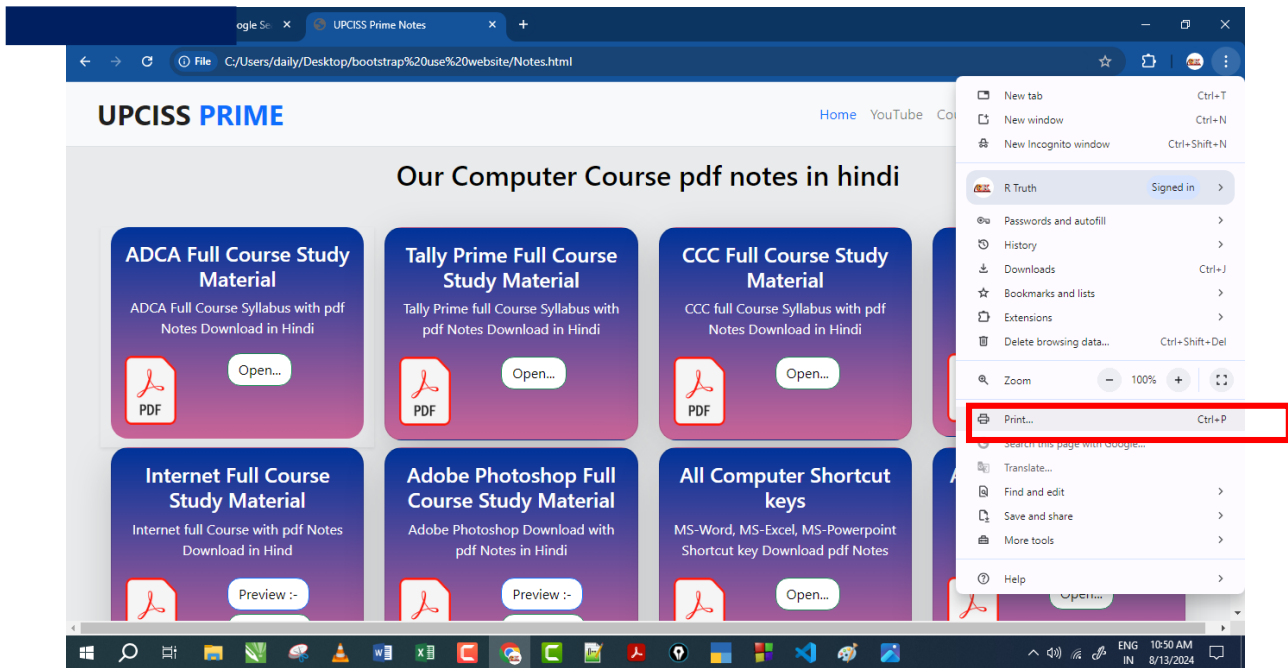 ogle Se
UPCISS Prime Notes
File C:/Users/daily/Desktop/bootstrap%20use%20website/Notes.html
UPCISS PRIME
Home YouTube Cou
Our Computer Course pdf notes in hindi
ADCA Full Course Study
Material
ADCA Full Course Syllabus with pdf
Notes Download in Hindi
Open...
PDF
Tally Prime Full Course
Study Material
Tally Prime full Course Syllabus with
pdf Notes Download in Hindi
Open...
PDF
CCC Full Course Study
Material
CCC full Course Syllabus with pdf
Notes Download in Hindi
Open...
PDF
Internet Full Course
Study Material
Internet full Course with pdf Notes
Download in Hind
Preview :-
Adobe Photoshop Full
Course Study Material
Adobe Photoshop Download with
pdf Notes in Hindi
Preview :-
All Computer Shortcut
keys
MS-Word, MS-Excel, MS-Powerpoint
Shortcut key Download pdf Notes
Open...
A
Open...
New tab Ctrl+T
New window Ctrl+N
New Incognito window Ctrl+Shift+N
R Truth Signed in
Passwords and autofill
History
Downloads Ctrl+J
Bookmarks and lists
Extensions
Delete browsing data... Ctrl+Shift+Del
Zoom − 100% +
Print... Ctrl+P
Search this page with Google...
Translate...
Find and edit
Save and share
More tools
Help
ENG 10:50 AM
IN 8/13/2024